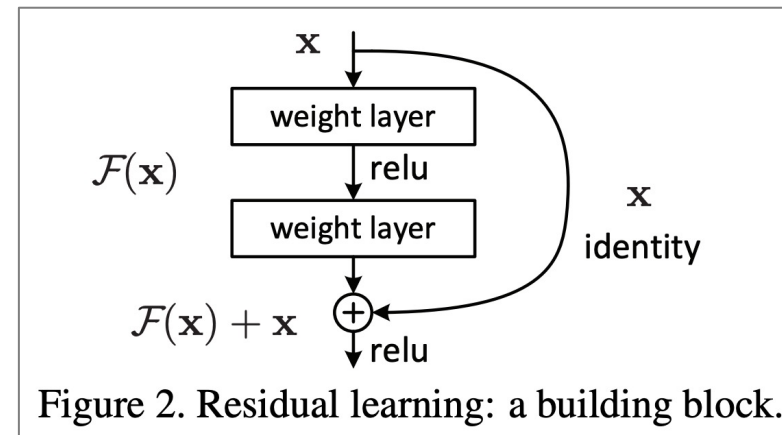 x
weight layer
F(x)
relu
x
weight layer
identity
F(x) + x
relu
Figure 2. Residual learning: a building block.